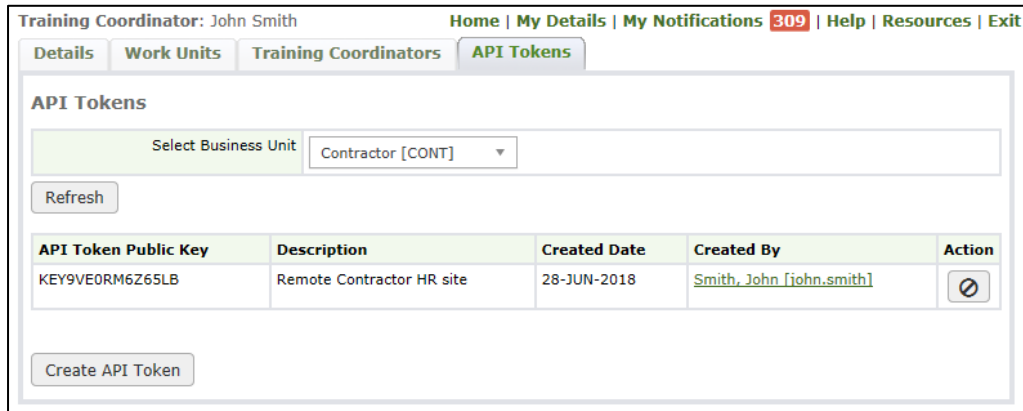 Training Coordinator: John Smith Home | My Details | My Notifications 309 | Help | Resources | Exit
Details Work Units Training Coordinators API Tokens
API Tokens
Select Business Unit Contractor [CONT]
Refresh
API Token Public Key Description Created Date Created By Action
KEY9VE0RM6Z65LB Remote Contractor HR site 28-JUN-2018 Smith, John [john.smith]
Create API Token